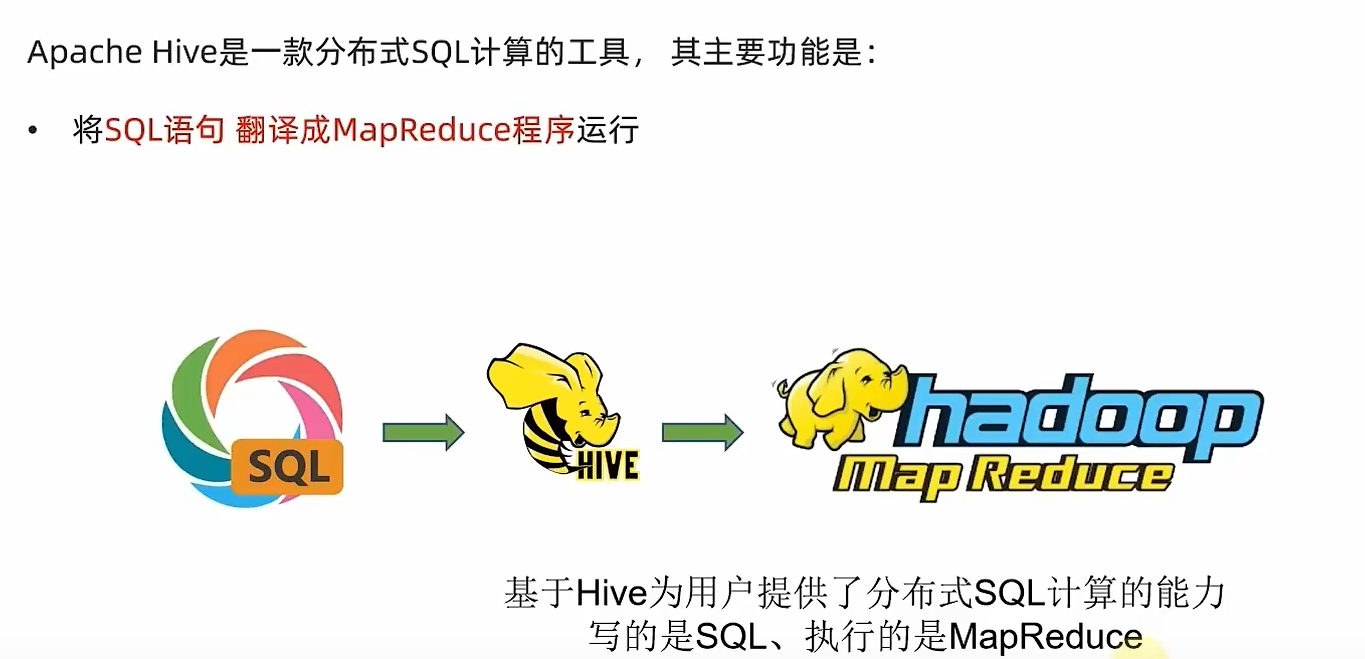 Apache Hive是一款分布式SQL计算的工具， 其主要功能是：
• 将SQL语句 翻译成MapReduce程序运行
SQL
HIVE
hadoop
Map Reduce
基于Hive为用户提供了分布式SQL计算的能力
写的是SQL、执行的是MapReduce